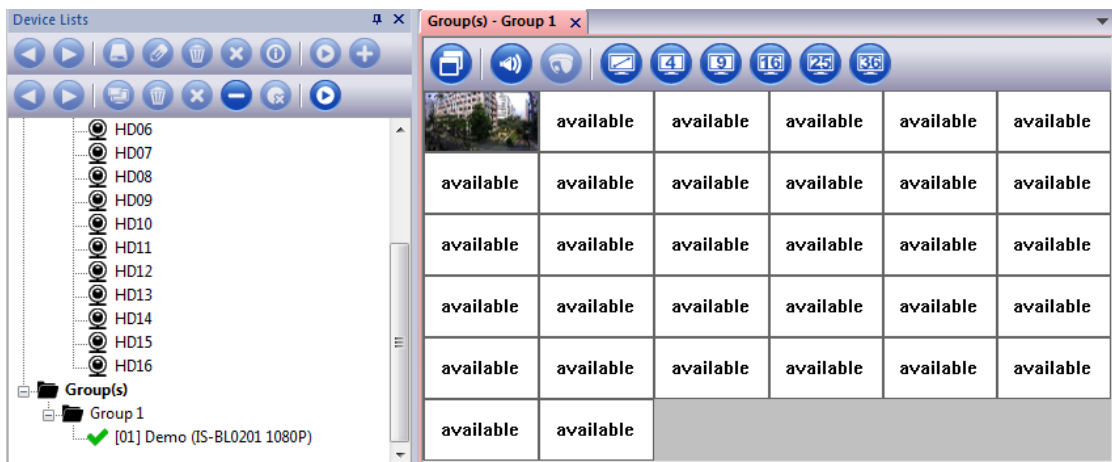 Device Lists
Group(s) - Group 1
4 9 16 25 36
HD06
HD07
HD08
HD09
HD10
HD11
HD12
HD13
HD14
HD15
HD16
Group(s)
Group 1
[01] Demo (IS-BL0201 1080P)
available available available available available
available available available available available available
available available available available available available
available available available available available available
available available available available available available
available available